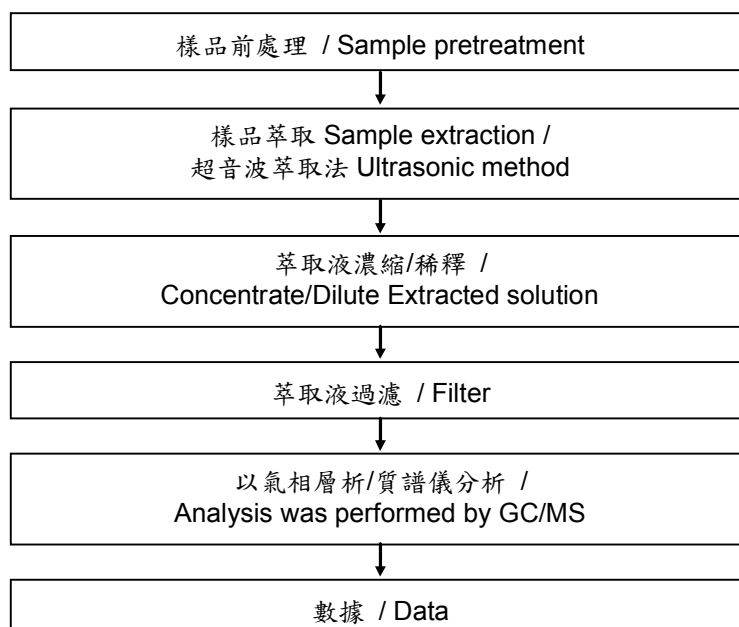 樣品前處理 / Sample pretreatment
樣品萃取 Sample extraction /
超音波萃取法 Ultrasonic method
萃取液濃縮/稀釋 /
Concentrate/Dilute Extracted solution
萃取液過濾 / Filter
以氣相層析/質譜儀分析 /
Analysis was performed by GC/MS
數據 / Data